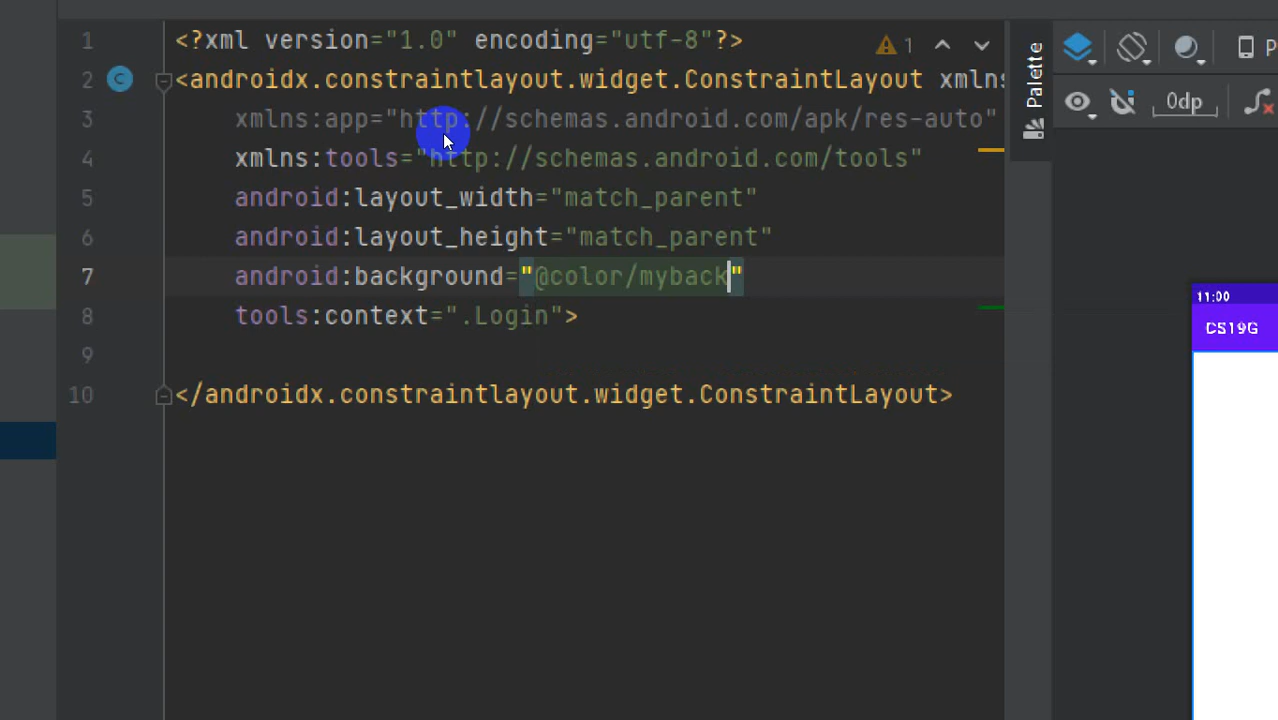 1 <?xml version="1.0" encoding="utf-8"?>
2 <androidx.constraintlayout.widget.ConstraintLayout xmlns
3 xmlns:app="http://schemas.android.com/apk/res-auto"
4 xmlns:tools="http://schemas.android.com/tools"
5 android:layout_width="match_parent"
6 android:layout_height="match_parent"
7 android:background="@color/myback"
8 tools:context=".Login">
9
10 </androidx.constraintlayout.widget.ConstraintLayout>
1
C
Palette
P
0dp
11:00
CS19G